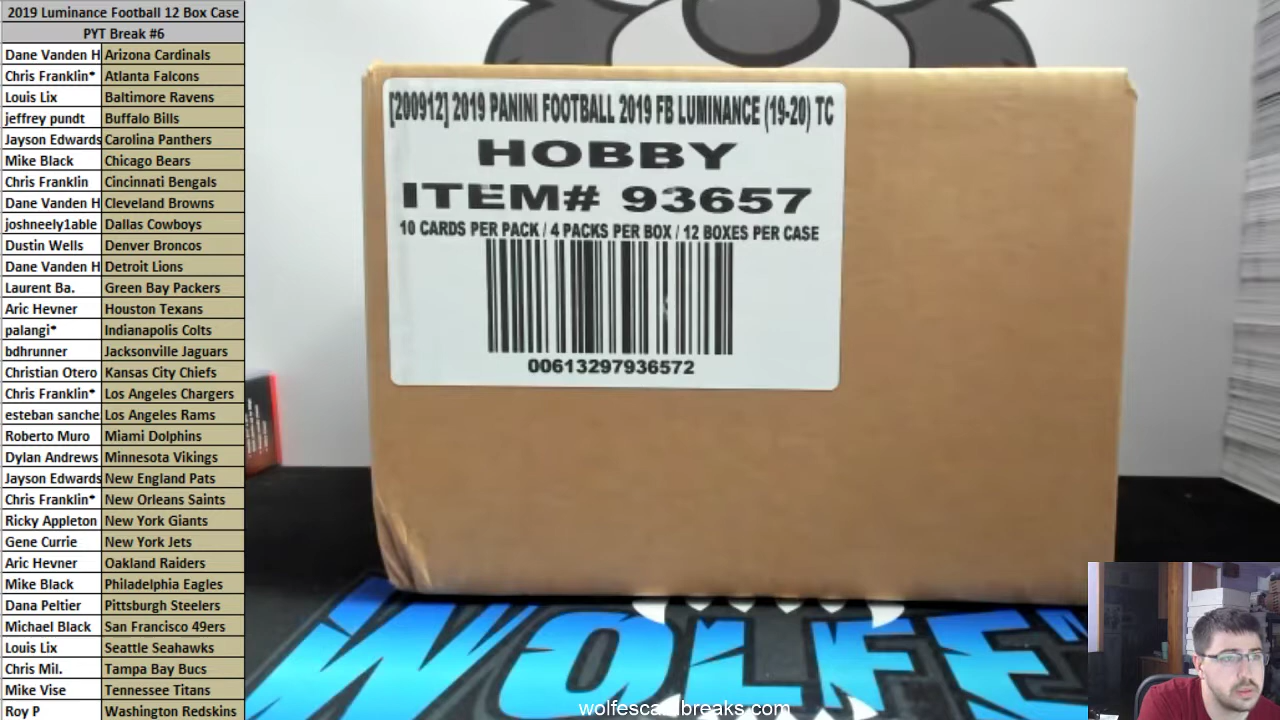 2019 Luminance Football 12 Box Case
PYT Break #6
Dane Vanden H Arizona Cardinals
Chris Franklin* Atlanta Falcons
Louis Lix Baltimore Ravens
jeffrey pundt Buffalo Bills
Jayson Edwards Carolina Panthers
Mike Black Chicago Bears
Chris Franklin Cincinnati Bengals
Dane Vanden H Cleveland Browns
joshneely1able Dallas Cowboys
Dustin Wells Denver Broncos
Dane Vanden H Detroit Lions
Laurent Ba. Green Bay Packers
Aric Hevner Houston Texans
palangi* Indianapolis Colts
bdhrunner Jacksonville Jaguars
Christian Otero Kansas City Chiefs
Chris Franklin* Los Angeles Chargers
esteban sanche Los Angeles Rams
Roberto Muro Miami Dolphins
Dylan Andrews Minnesota Vikings
Jayson Edwards New England Pats
Chris Franklin* New Orleans Saints
Ricky Appleton New York Giants
Gene Currie New York Jets
Aric Hevner Oakland Raiders
Mike Black Philadelphia Eagles
Dana Peltier Pittsburgh Steelers
Michael Black San Francisco 49ers
Louis Lix Seattle Seahawks
Chris Mil. Tampa Bay Bucs
Mike Vise Tennessee Titans
Roy P Washington Redskins
[200912] 2019 PANINI FOOTBALL 2019 FB LUMINANCE (19-20) TC
HOBBY
ITEM# 93657
10 CARDS PER PACK / 4 PACKS PER BOX / 12 BOXES PER CASE
00613297936572
WOLFE
wolfescardbreaks.com